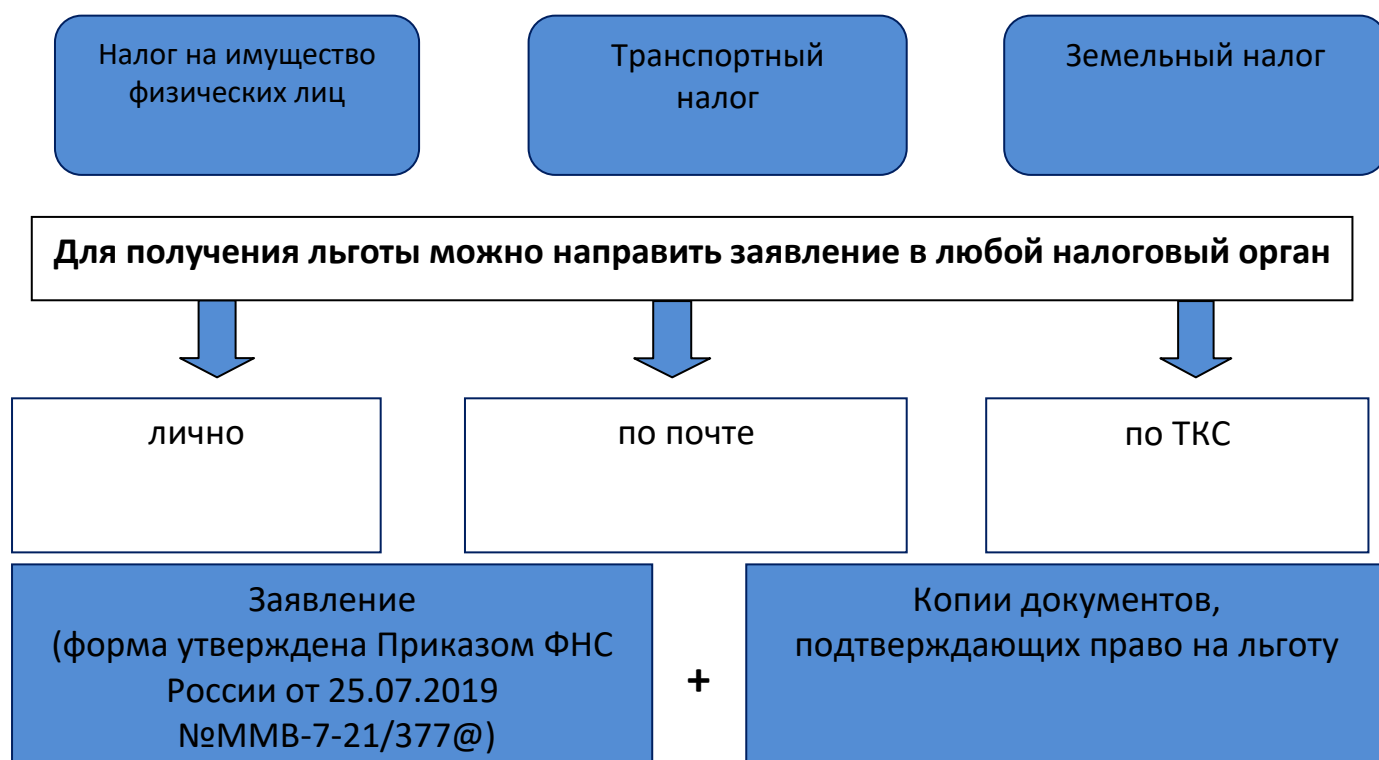 Налог на имущество
физических лиц
Транспортный
налог
Земельный налог
Для получения льготы можно направить заявление в любой налоговый орган
лично
по почте
по ТКС
Заявление
(форма утверждена Приказом ФНС
России от 25.07.2019
№ММВ-7-21/377@)
+
Копии документов,
подтверждающих право на льготу